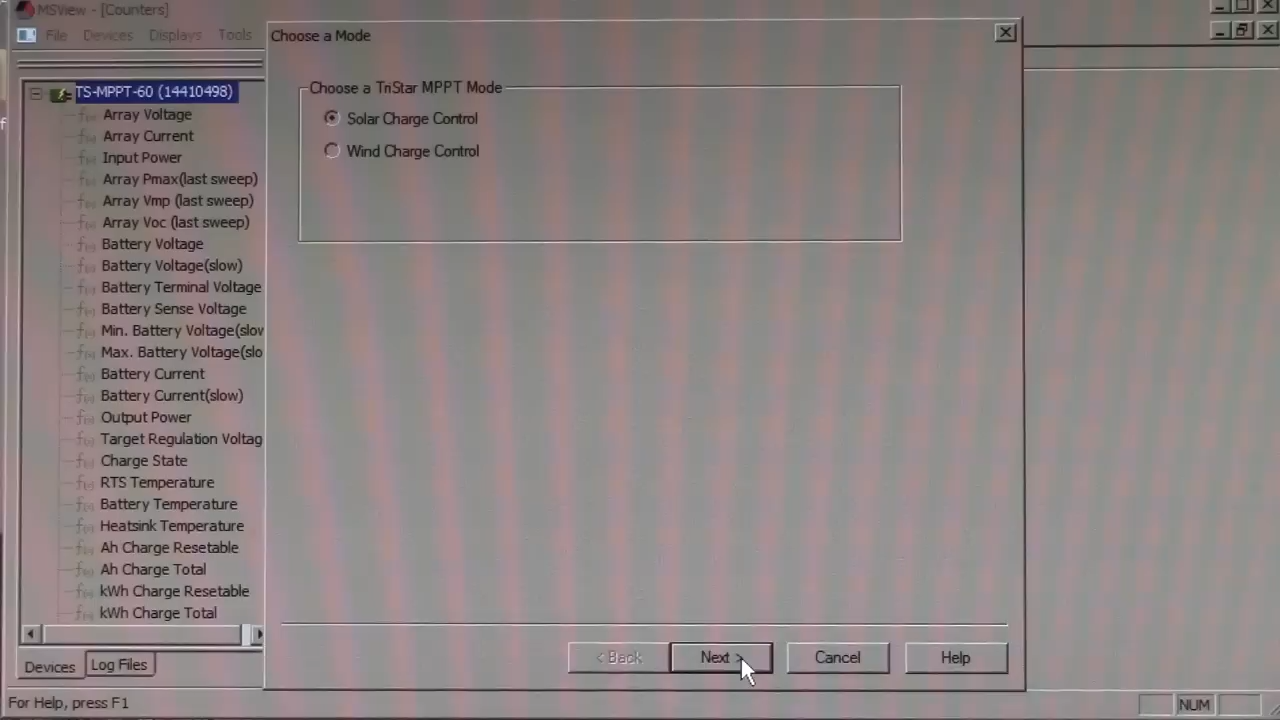 MSView - [Counters]
File Devices Displays Tools
Choose a Mode
TS-MPPT-60 (14410498)
Array Voltage
Array Current
Input Power
Array Pmax(last sweep)
Array Vmp (last sweep)
Array Voc (last sweep)
Battery Voltage
Battery Voltage(slow)
Battery Terminal Voltage
Battery Sense Voltage
Min. Battery Voltage(slow
Max. Battery Voltage(slo
Battery Current
Battery Current(slow)
Output Power
Target Regulation Voltag
Charge State
RTS Temperature
Battery Temperature
Heatsink Temperature
Ah Charge Resetable
Ah Charge Total
kWh Charge Resetable
kWh Charge Total
Devices Log Files
Choose a TriStar MPPT Mode
Solar Charge Control
Wind Charge Control
< Back Next > Cancel Help
For Help, press F1
NUM